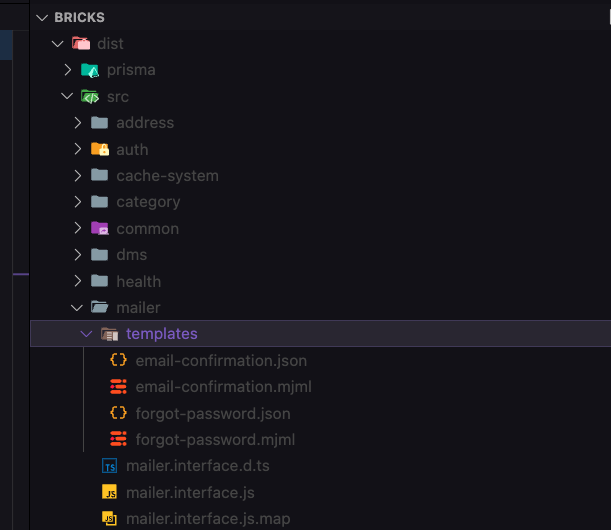 BRICKS
dist
prisma
src
address
auth
cache-system
category
common
dms
health
mailer
templates
email-confirmation.json
email-confirmation.mjml
forgot-password.json
forgot-password.mjml
TS mailer.interface.d.ts
JS mailer.interface.js
JS mailer.interface.js.map